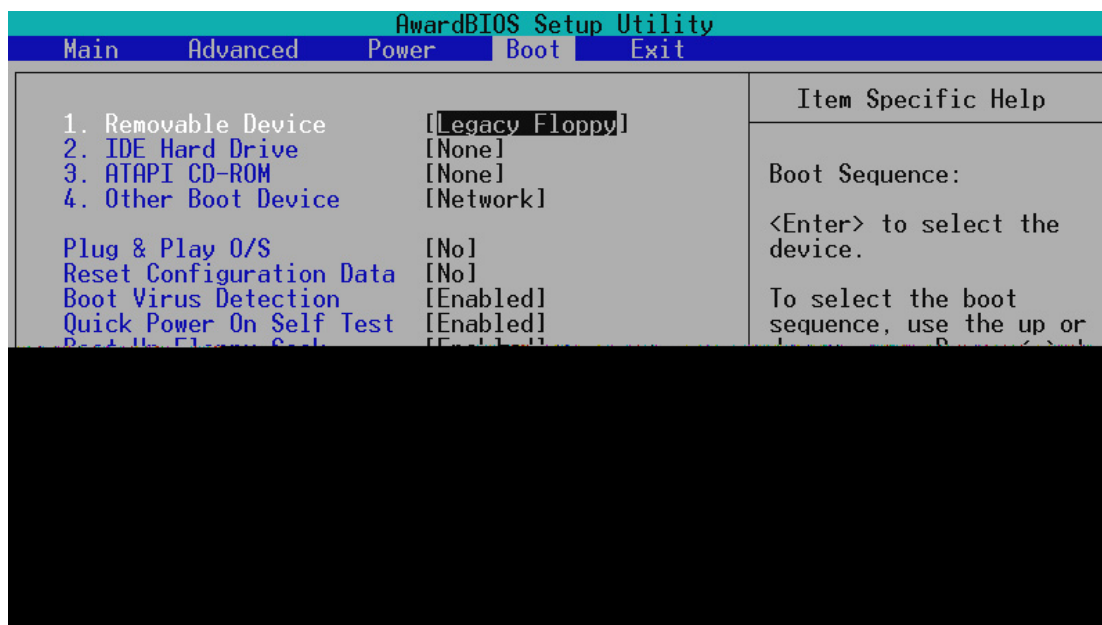 AwardBIOS Setup Utility
Main Advanced Power Boot Exit
Item Specific Help
1. Removable Device [Legacy Floppy]
2. IDE Hard Drive [None]
3. ATAPI CD-ROM [None]
4. Other Boot Device [Network]
Plug & Play O/S [No]
Reset Configuration Data [No]
Boot Virus Detection [Enabled]
Quick Power On Self Test [Enabled]
Boot Sequence:
<Enter> to select the
device.
To select the boot
sequence, use the up or